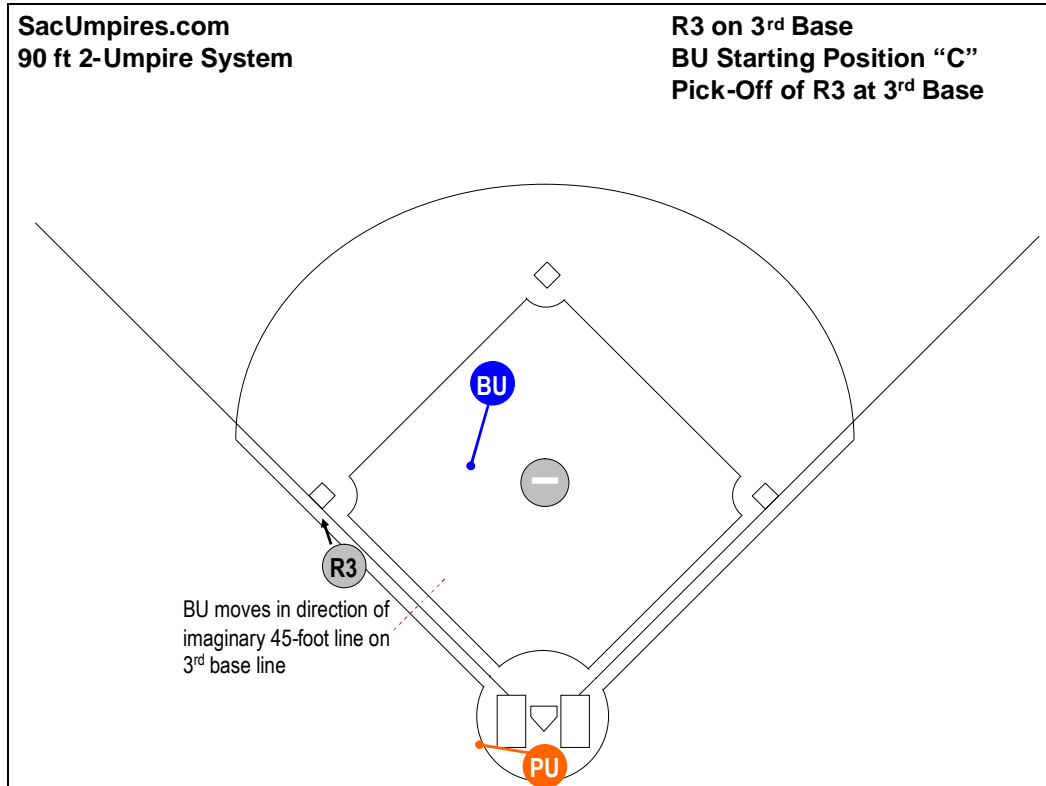 SacUmpires.com
90 ft 2-Umpire System
R3 on 3rd Base
BU Starting Position “C”
Pick-Off of R3 at 3rd Base
BU
R3
BU moves in direction of
imaginary 45-foot line on
3rd base line
PU